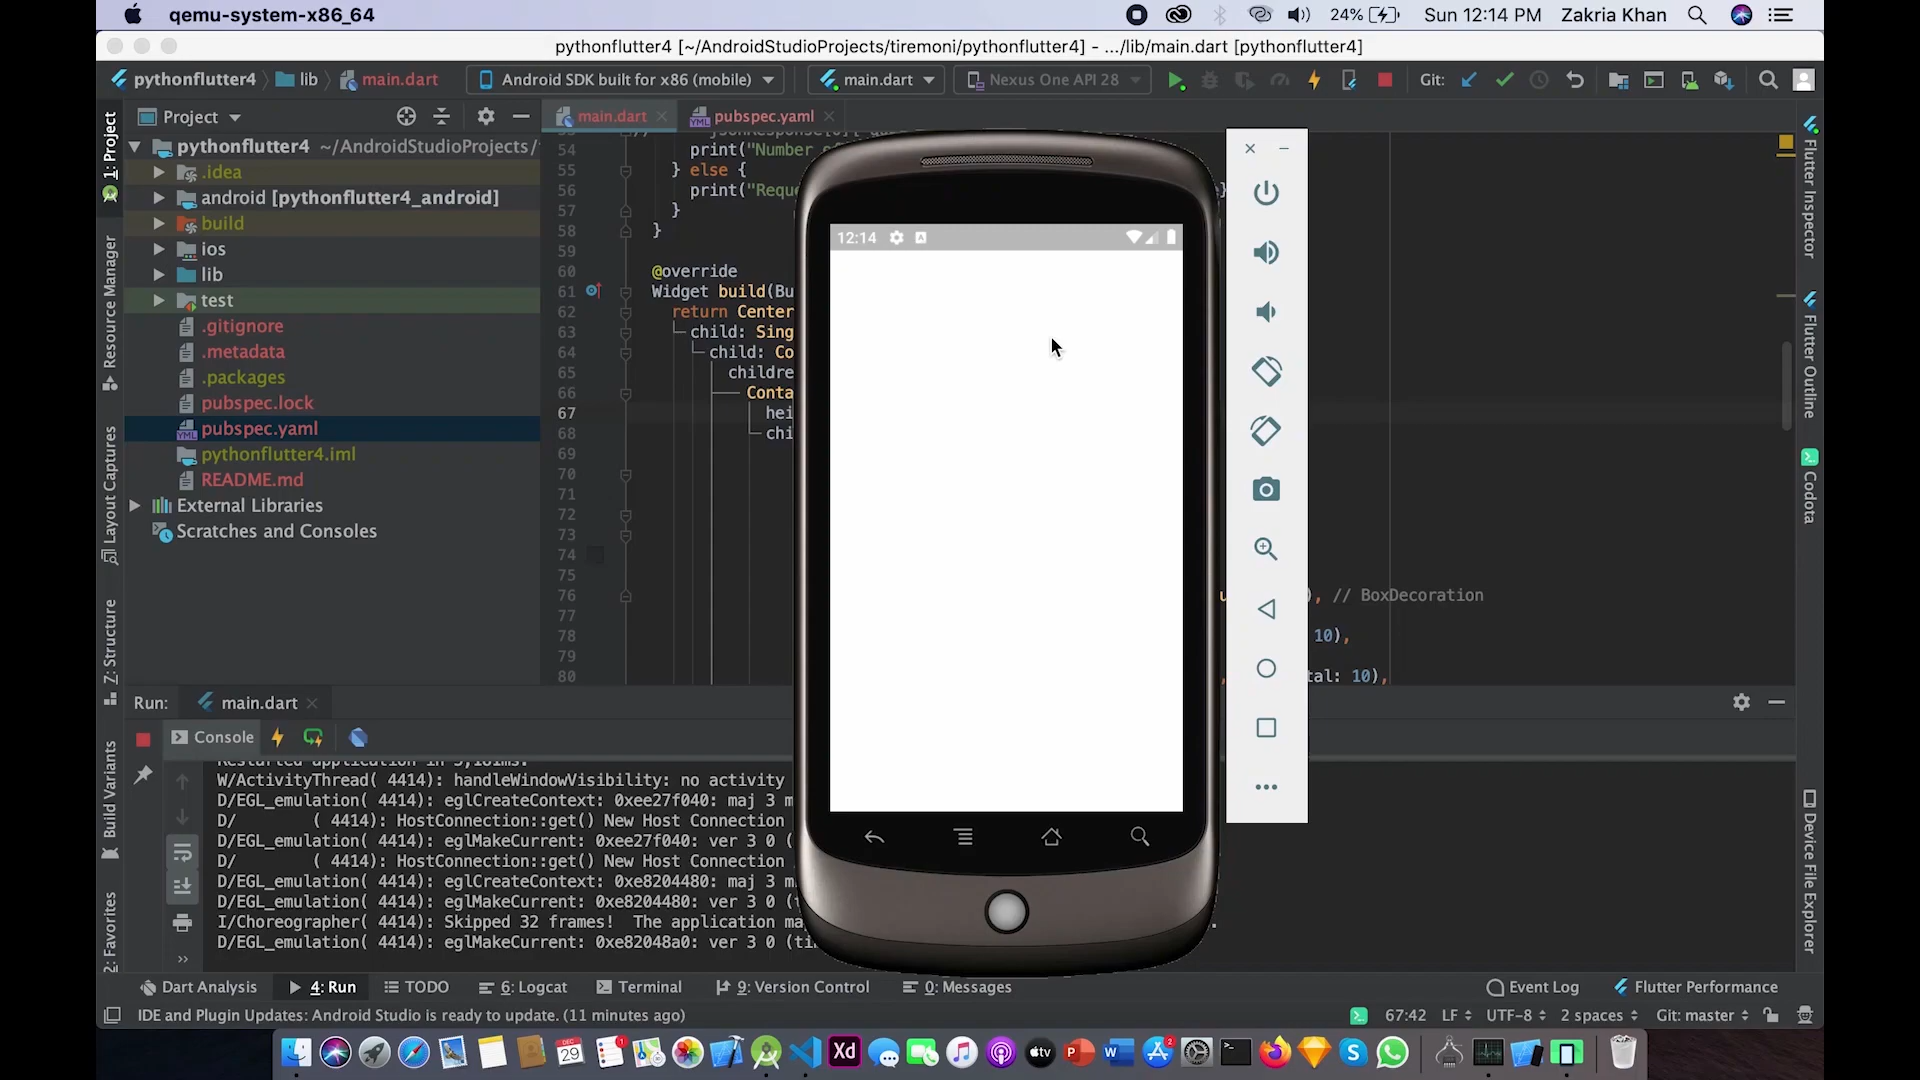 qemu-system-x86_64 24% Sun 12:14 PM Zakria Khan
pythonflutter4 [~/AndroidStudioProjects/tiremoni/pythonflutter4] - .../lib/main.dart [pythonflutter4]
pythonflutter4 lib main.dart Android SDK built for x86 (mobile) main.dart Nexus One API 28 Git:
Project main.dart pubspec.yaml
pythonflutter4 ~/AndroidStudioProjects/
.idea
android [pythonflutter4_android]
build
ios
lib
test
.gitignore
.metadata
.packages
pubspec.lock
pubspec.yaml
pythonflutter4.iml
README.md
External Libraries
Scratches and Consoles
1: Project
Resource Manager
Layout Captures
Z: Structure
Build Variants
2: Favorites
54 print("Number
55 } else {
56 print("Reque
57 }
58 }
59
60 @override
61 Widget build(Bu
62 return Center
63 child: Sing
64 child: Co
65 childre
66 Conta
67 hei
68 chi
69
70
71
72
73
74
75
76 ), // BoxDecoration
77
78 10),
79
80 tal: 10),
12:14
Flutter Inspector
Flutter Outline
Codota
Device File Explorer
Run: main.dart
Console
W/ActivityThread( 4414): handleWindowVisibility: no activity
D/EGL_emulation( 4414): eglCreateContext: 0xee27f040: maj 3 m
D/ ( 4414): HostConnection::get() New Host Connection
D/EGL_emulation( 4414): eglMakeCurrent: 0xee27f040: ver 3 0 (
D/ ( 4414): HostConnection::get() New Host Connection
D/EGL_emulation( 4414): eglCreateContext: 0xe8204480: maj 3 m
D/EGL_emulation( 4414): eglMakeCurrent: 0xe8204480: ver 3 0 (t
I/Choreographer( 4414): Skipped 32 frames! The application ma
D/EGL_emulation( 4414): eglMakeCurrent: 0xe82048a0: ver 3 0 (ti
Dart Analysis 4: Run TODO 6: Logcat Terminal 9: Version Control 0: Messages Event Log Flutter Performance
IDE and Plugin Updates: Android Studio is ready to update. (11 minutes ago) 67:42 LF UTF-8 2 spaces Git: master
DEC
29
1
Xd
tv
P
W
2
S